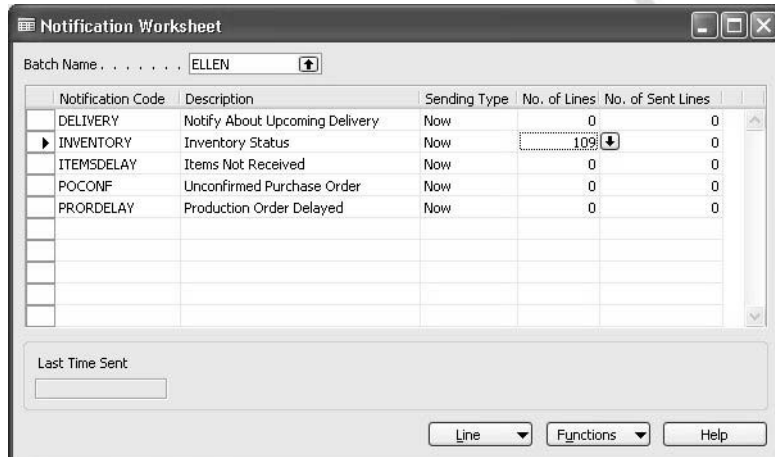 Notification Worksheet
Batch Name . . . . . . . ELLEN
Notification Code Description Sending Type No. of Lines No. of Sent Lines
DELIVERY Notify About Upcoming Delivery Now 0 0
INVENTORY Inventory Status Now 109 0
ITEMSDELAY Items Not Received Now 0 0
POCONF Unconfirmed Purchase Order Now 0 0
PRORDELAY Production Order Delayed Now 0 0
Last Time Sent
Line Functions Help